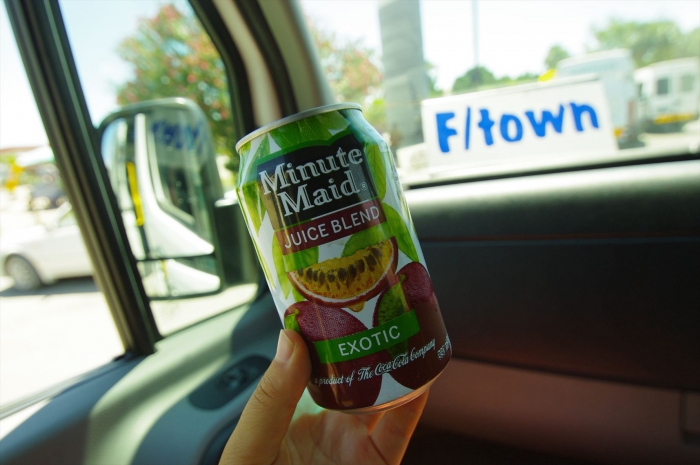 F/town
Minute
Maid®
JUICE BLEND
EXOTIC
a product of The Coca-Cola Company